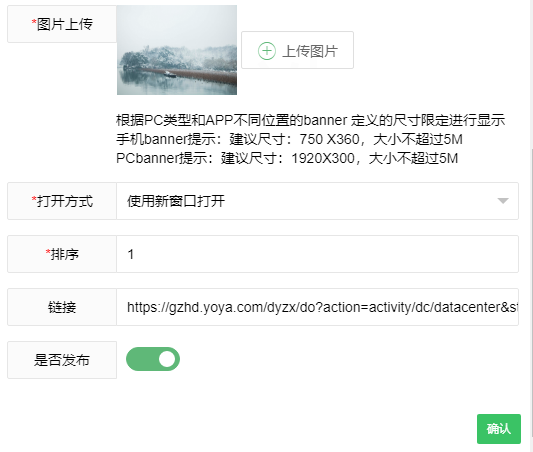 *图片上传
上传图片
根据PC类型和APP不同位置的banner 定义的尺寸限定进行显示
手机banner提示：建议尺寸：750 X360，大小不超过5M
PCbanner提示：建议尺寸：1920X300，大小不超过5M
*打开方式 使用新窗口打开
*排序 1
链接 https://gzhd.yoya.com/dyzx/do?action=activity/dc/datacenter&st
是否发布
确认